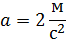 a = 2 м/с²